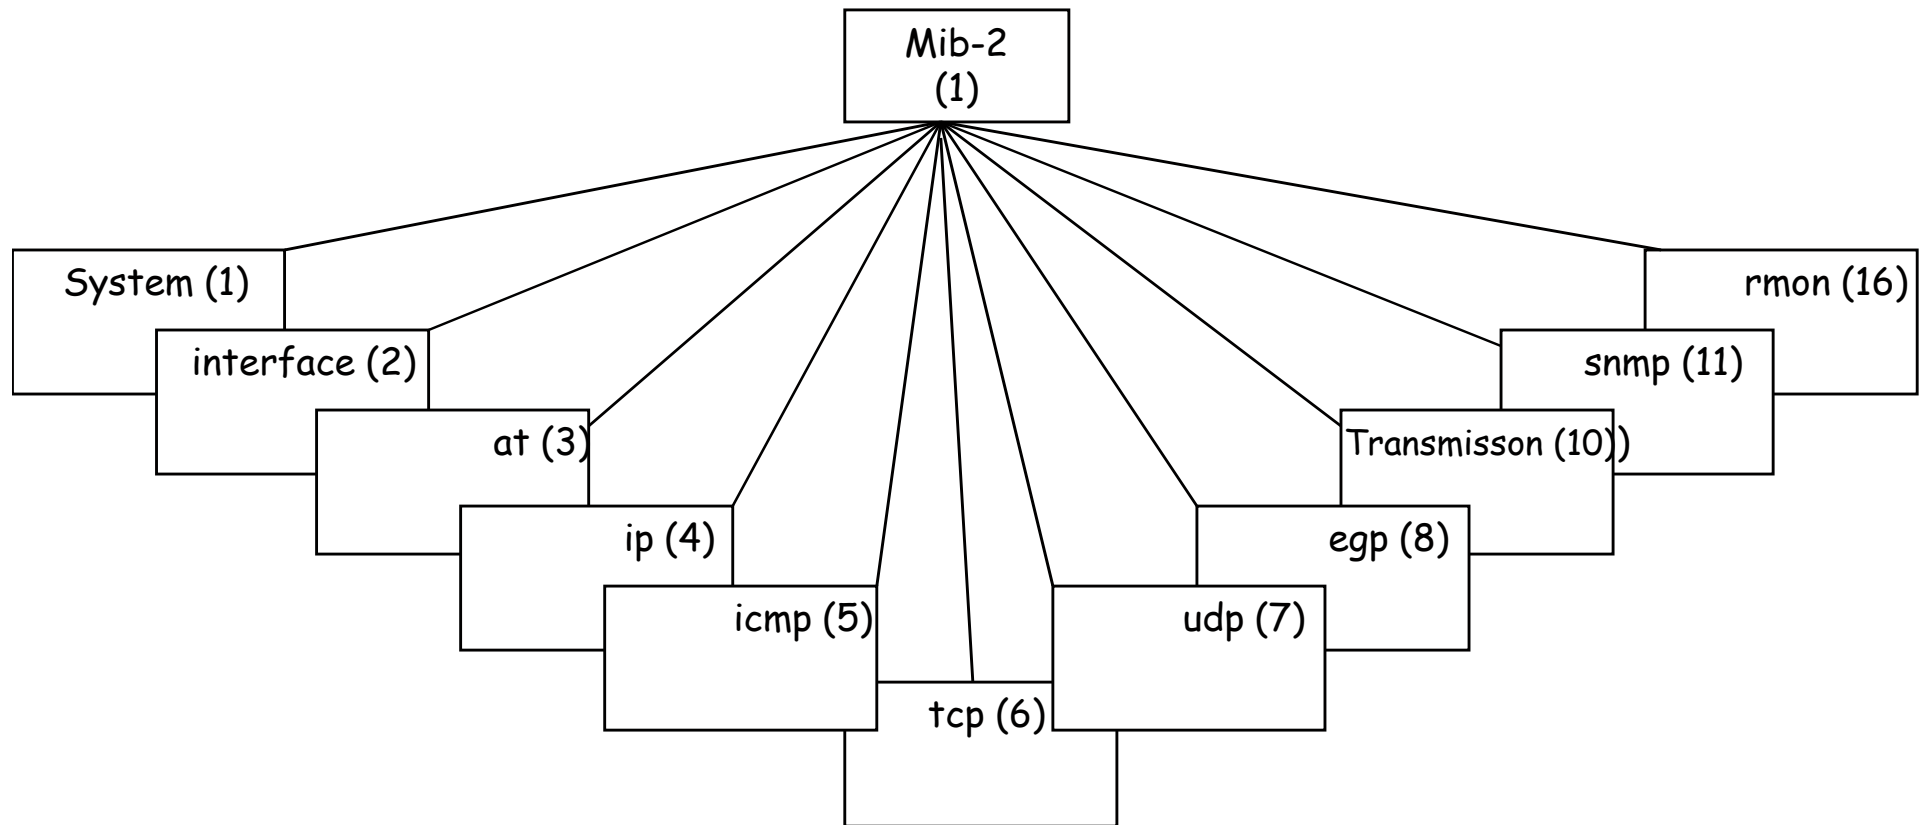 Mib-2
(1)
System (1)
rmon (16)
interface (2)
snmp (11)
at (3)
Transmisson (10))
ip (4)
egp (8)
icmp (5)
udp (7)
tcp (6)